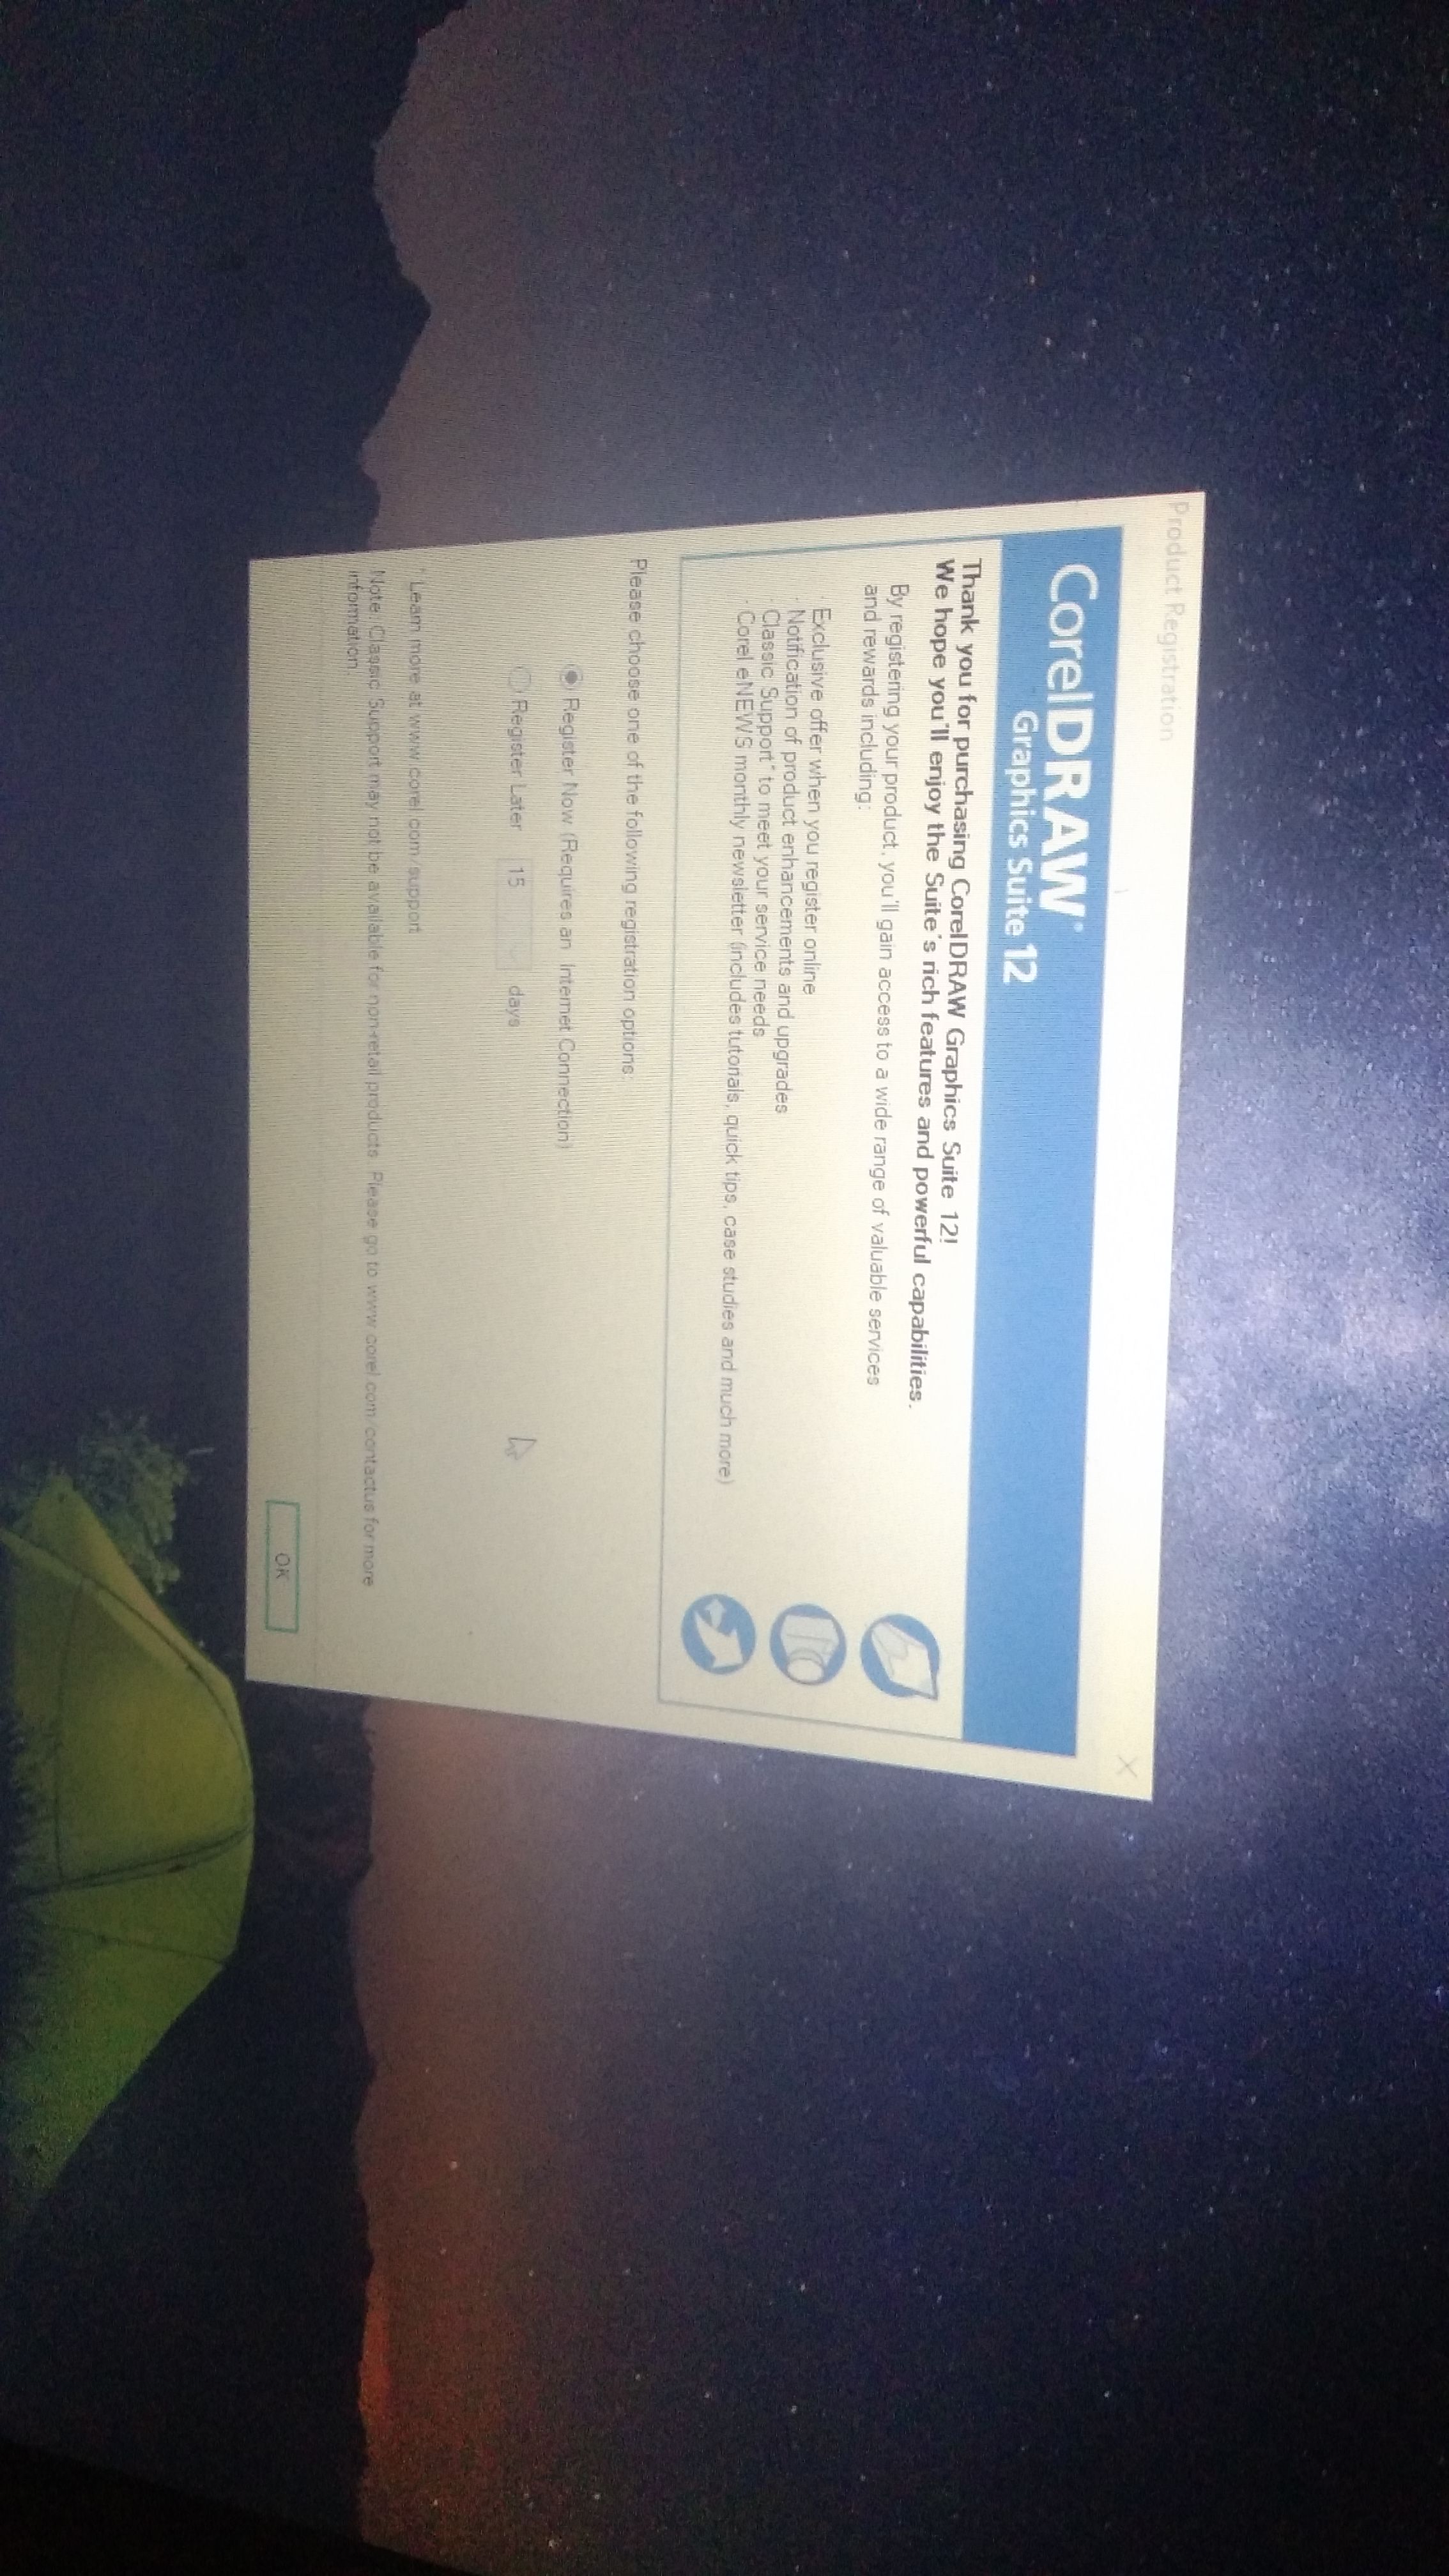 Product Registration
CorelDRAW®
Graphics Suite 12
Thank you for purchasing CorelDRAW Graphics Suite 12!
We hope you'll enjoy the Suite's rich features and powerful capabilities.
By registering your product, you'll gain access to a wide range of valuable services
and rewards including:
· Exclusive offer when you register online
· Notification of product enhancements and upgrades
· Classic Support* to meet your service needs
· Corel eNEWS monthly newsletter (includes tutorials, quick tips, case studies and much more)
Please choose one of the following registration options:
Register Now (Requires an Internet Connection)
Register Later 15 days
* Learn more at www.corel.com/support
Note: Classic Support may not be available for non-retail products. Please go to www.corel.com/contactus for more
information.
OK